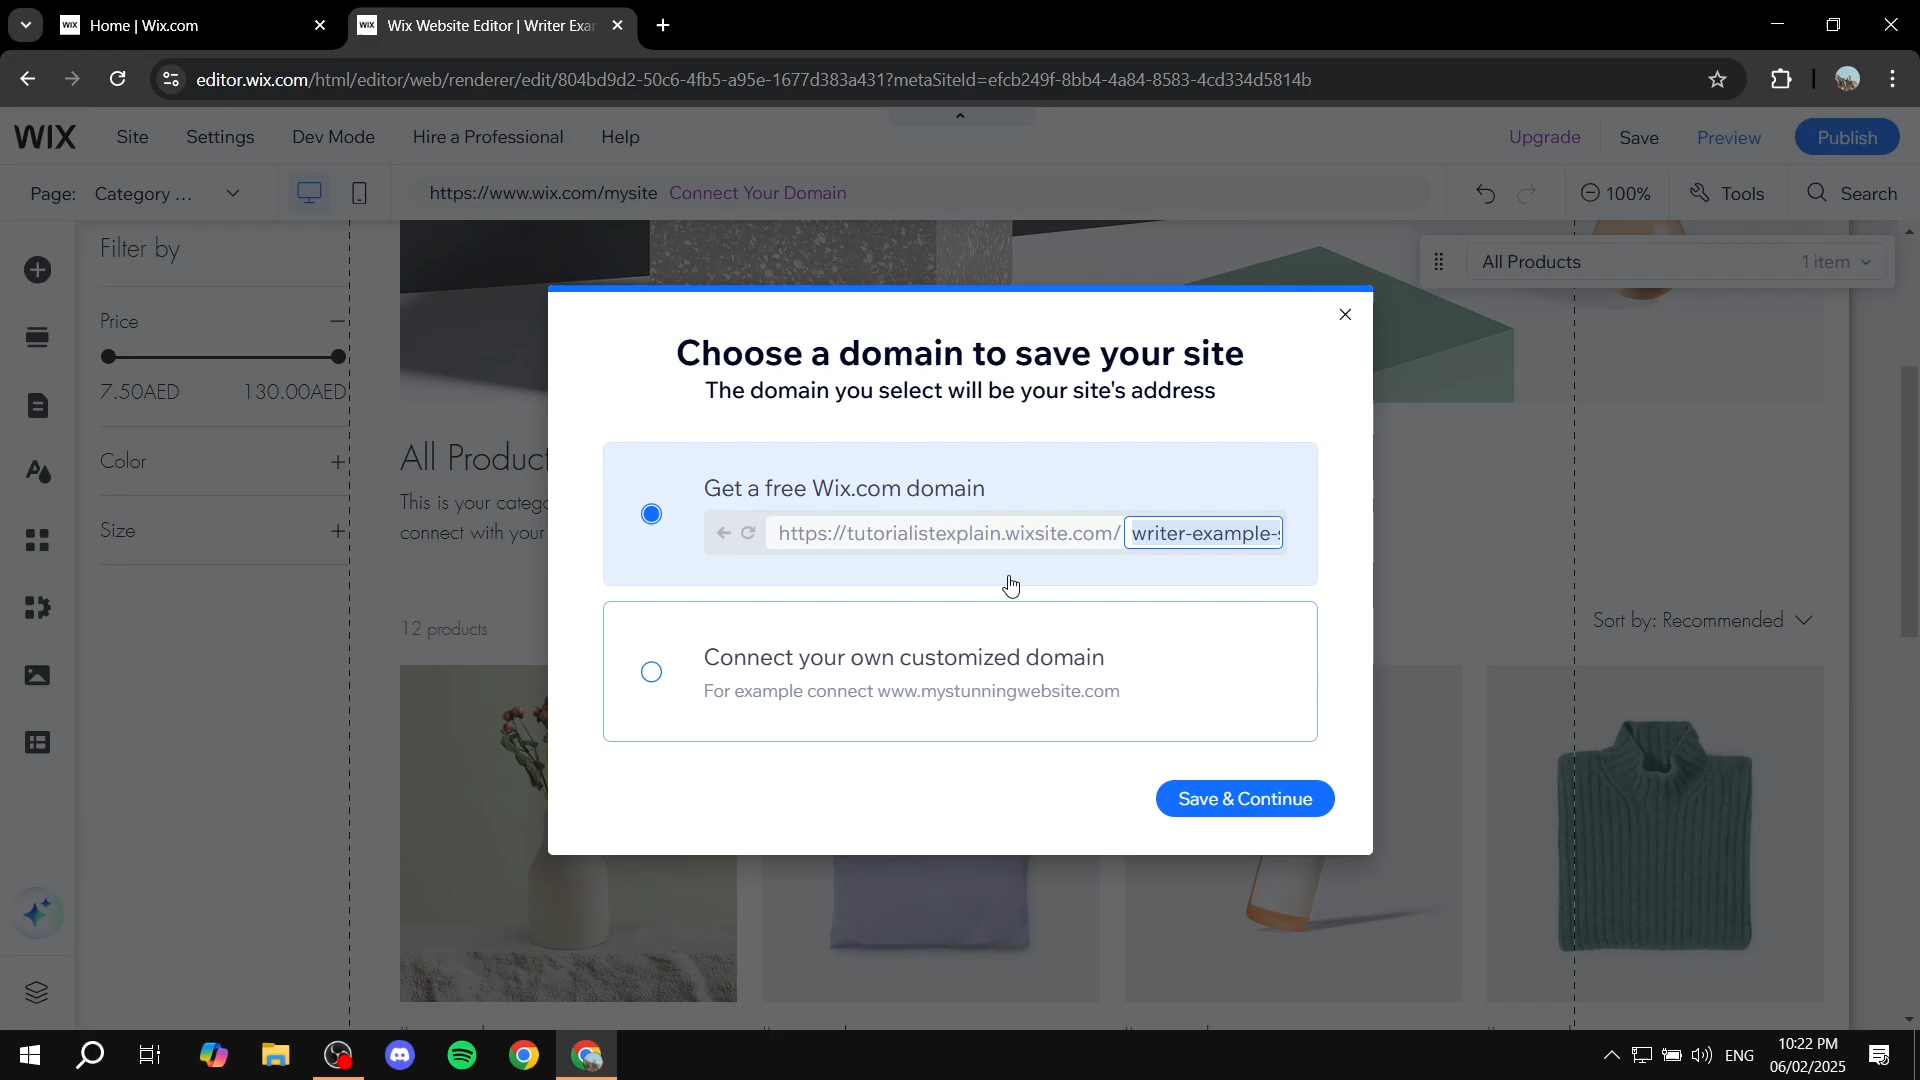 WIX Home | Wix.com
WIX Wix Website Editor | Writer Exa
editor.wix.com/html/editor/web/renderer/edit/804bd9d2-50c6-4fb5-a95e-1677d383a431?metaSiteId=efcb249f-8bb4-4a84-8583-4cd334d5814b
WIX Site Settings Dev Mode Hire a Professional Help Upgrade Save Preview Publish
Page: Category ... https://www.wix.com/mysite Connect Your Domain 100% Tools Search
Filter by
All Products 1 item
Price
7.50AED 130.00AED
Color
Size
All Product
This is your catego
connect with your
12 products
Sort by: Recommended
Choose a domain to save your site
The domain you select will be your site's address
Get a free Wix.com domain
https://tutorialistexplain.wixsite.com/ writer-example-s
Connect your own customized domain
For example connect www.mystunningwebsite.com
Save & Continue
ENG
10:22 PM
06/02/2025